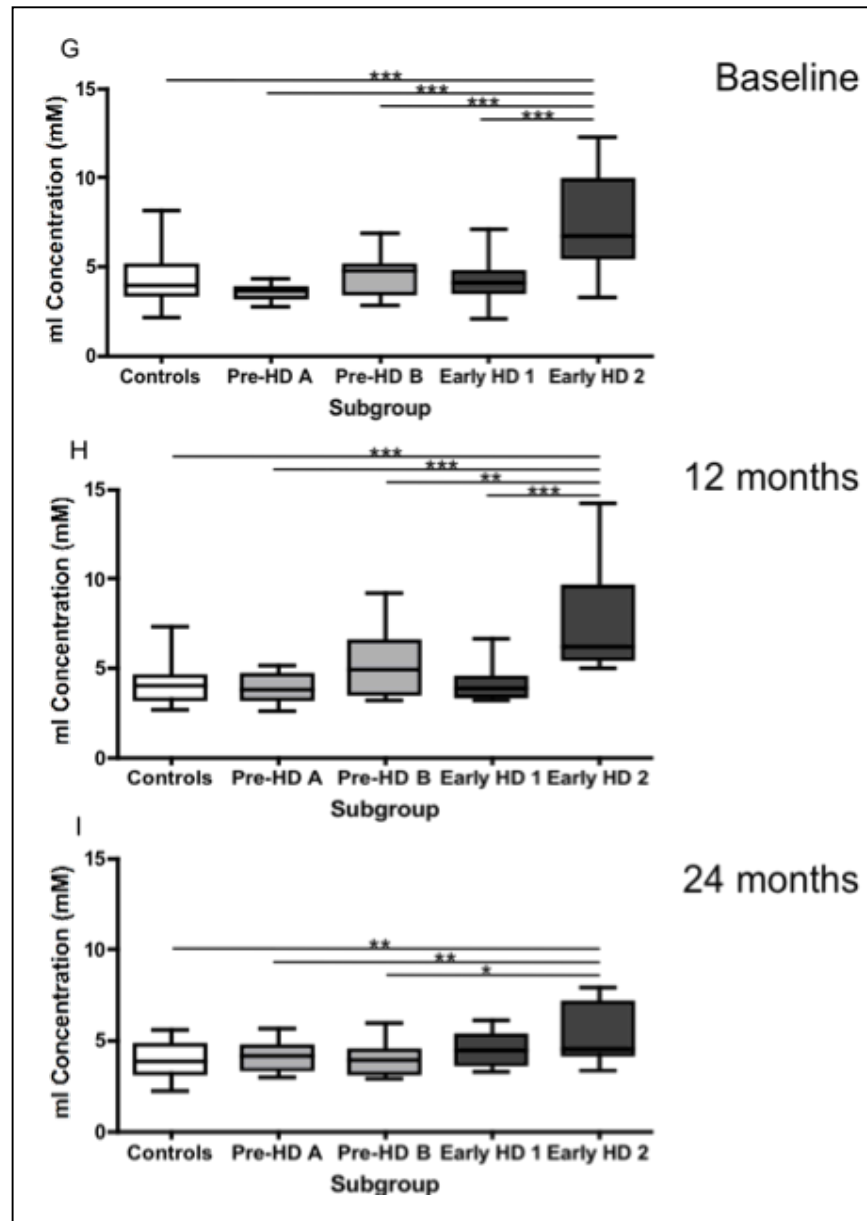 G
Baseline
***
***
***
***
15
10
5
0
mI Concentration (mM)
Controls Pre-HD A Pre-HD B Early HD 1 Early HD 2
Subgroup
H
12 months
***
***
**
***
15
10
5
0
mI Concentration (mM)
Controls Pre-HD A Pre-HD B Early HD 1 Early HD 2
Subgroup
I
24 months
**
**
*
15
10
5
0
mI Concentration (mM)
Controls Pre-HD A Pre-HD B Early HD 1 Early HD 2
Subgroup